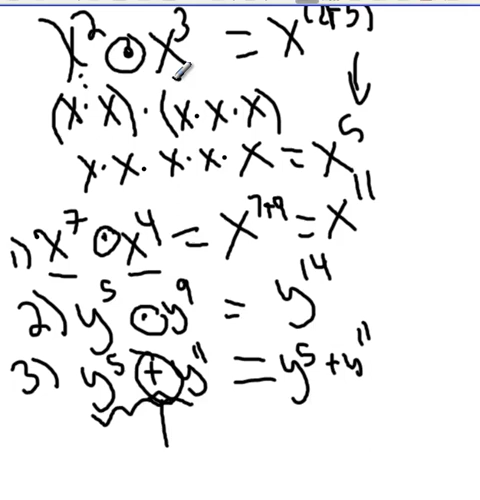 x² · x³ = x⁽²⁺³⁾
(x · x) · (x · x · x)
x · x · x · x · x = x⁵
1) x⁷ · x⁴ = x⁷⁺⁴ = x¹¹
2) y⁵ · y⁹ = y¹⁴
3) y⁵ + y¹¹ = y⁵ + y¹¹